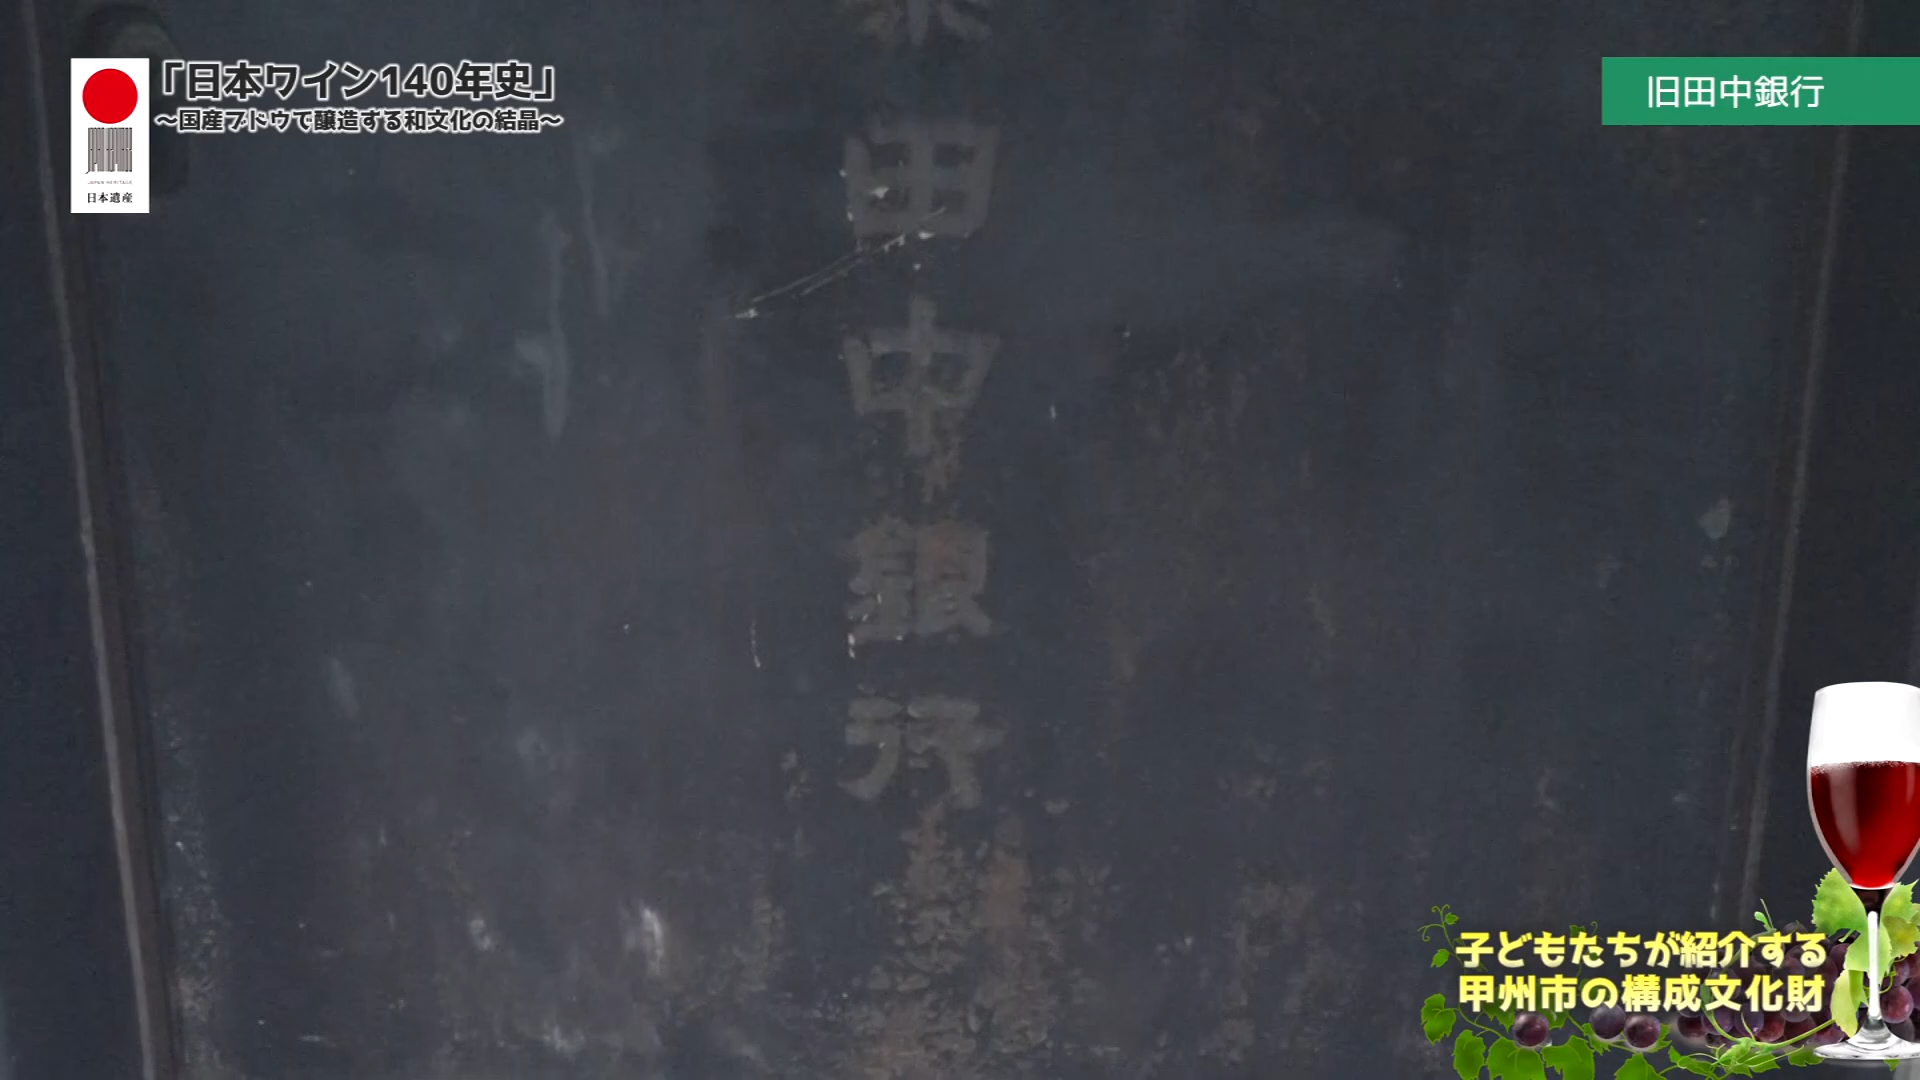 「日本ワイン140年史」
～国産ブドウで醸造する和文化の結晶～
JAPAN HERITAGE
日本遺産
旧田中銀行
田中銀行
子どもたちが紹介する
甲州市の構成文化財